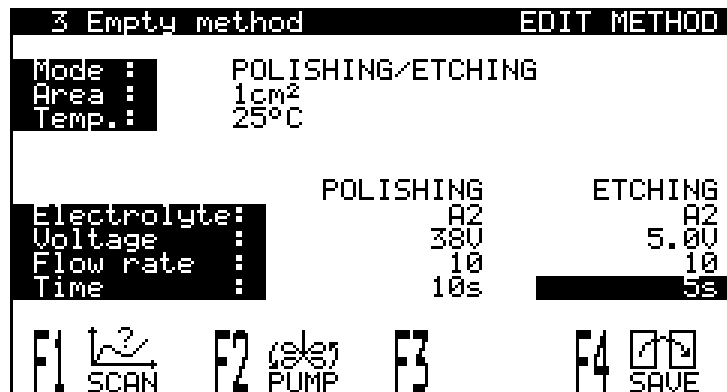 3 Empty method EDIT METHOD
Mode : POLISHING/ETCHING
Area : 1cm²
Temp.: 25ºC
POLISHING ETCHING
Electrolyte: A2 A2
Voltage : 38V 5.0V
Flow rate : 10 10
Time : 10s 5s
F1 ? SCAN F2 PUMP F3 F4 SAVE